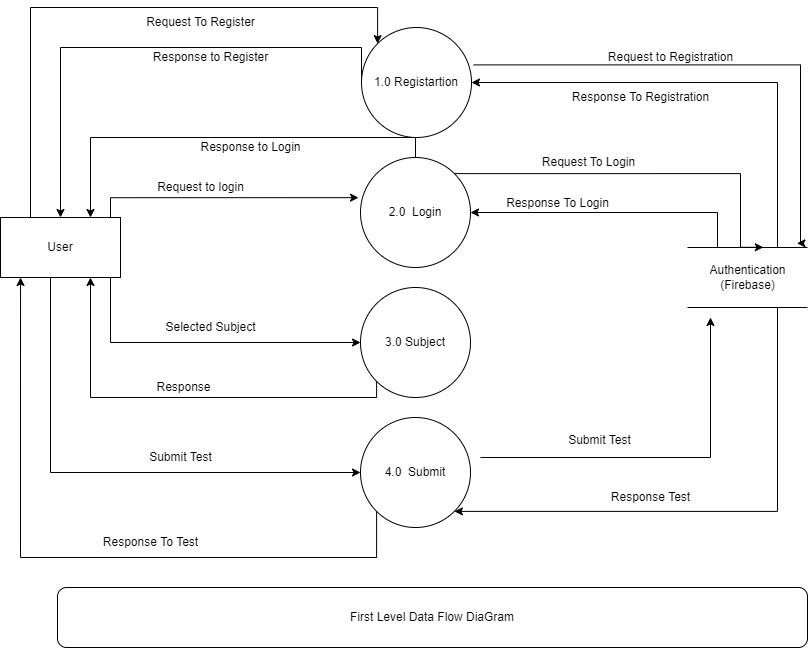 Request To Register
Response to Register
1.0 Registartion
Request to Registration
Response To Registration
Response to Login
Request To Login
Request to login
2.0 Login
Response To Login
User
Authentication
(Firebase)
Selected Subject
3.0 Subject
Response
Submit Test
Submit Test
4.0 Submit
Response Test
Response To Test
First Level Data Flow DiaGram